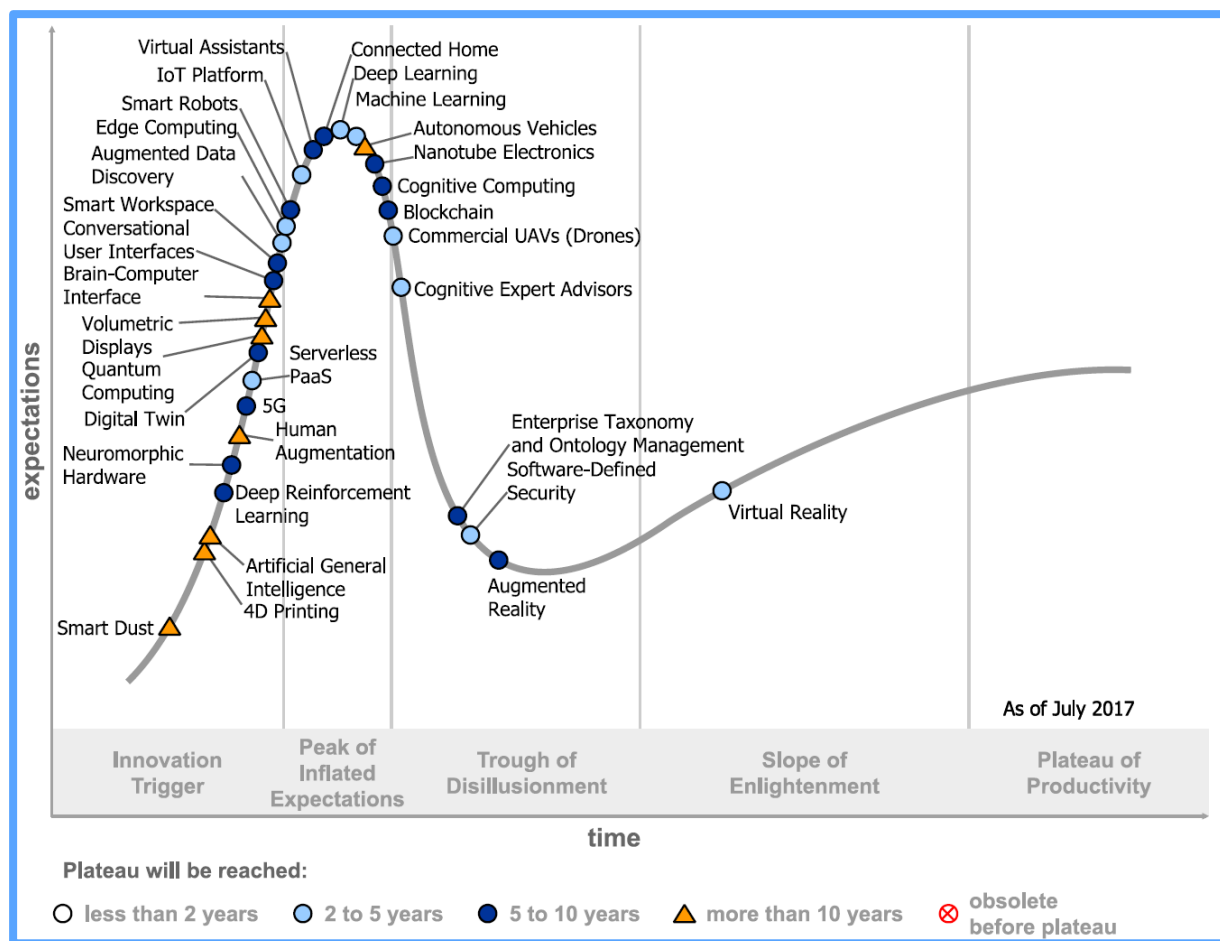 Virtual Assistants
IoT Platform
Smart Robots
Edge Computing
Augmented Data
Discovery
Smart Workspace
Conversational
User Interfaces
Brain-Computer
Interface
Volumetric
Displays
Quantum
Computing
Digital Twin
Serverless
PaaS
5G
Human
Augmentation
Neuromorphic
Hardware
Deep Reinforcement
Learning
Artificial General
Intelligence
4D Printing
Smart Dust
Connected Home
Deep Learning
Machine Learning
Autonomous Vehicles
Nanotube Electronics
Cognitive Computing
Blockchain
Commercial UAVs (Drones)
Cognitive Expert Advisors
Enterprise Taxonomy
and Ontology Management
Software-Defined
Security
Augmented
Reality
Virtual Reality
As of July 2017
expectations
Innovation
Trigger
Peak of
Inflated
Expectations
Trough of
Disillusionment
Slope of
Enlightenment
Plateau of
Productivity
time
Plateau will be reached:
less than 2 years
2 to 5 years
5 to 10 years
more than 10 years
obsolete
before plateau